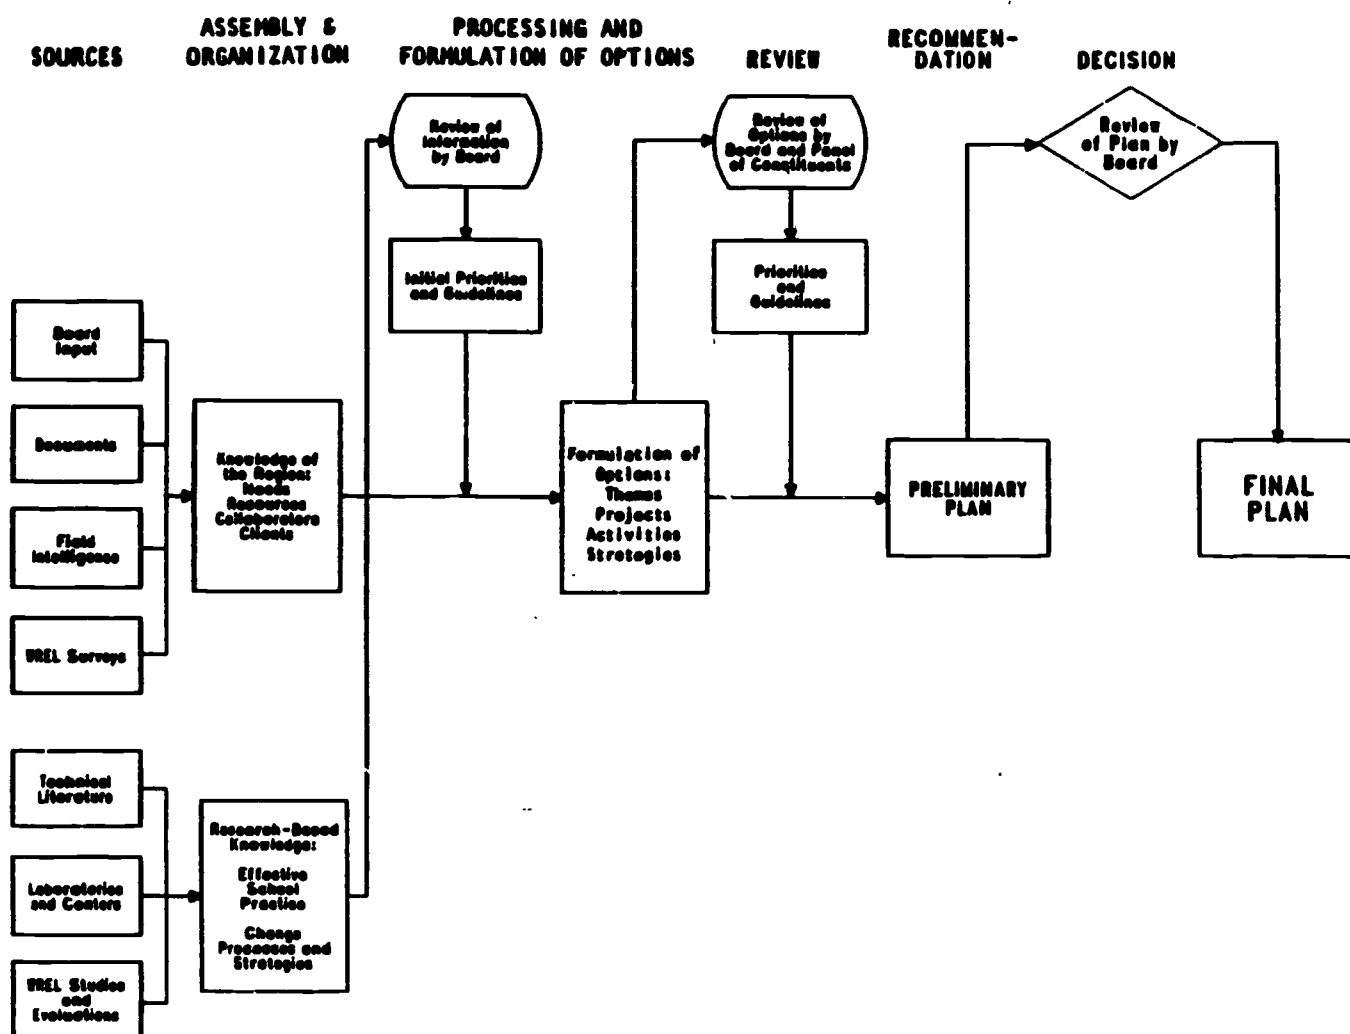 SOURCES
ASSEMBLY &
ORGANIZATION
PROCESSING AND
FORMULATION OF OPTIONS
REVIEW
RECOMMEN-
DATION
DECISION
Review of
Information
by Board
Initial Priorities
and Guidelines
Review of
Options by
Board and Panel
of Constituents
Priorities
and
Guidelines
Review
of Plan by
Board
Board
Input
Documents
Field
Intelligence
Surveys
Knowledge of
the Region:
Needs
Resources
Collaborators
Clients
Formulation of
Options:
Themes
Projects
Activities
Strategies
PRELIMINARY
PLAN
FINAL
PLAN
Technical
Literature
Laboratories
and Centers
Studies
and
Evaluations
Research-Based
Knowledge:
Effective
School
Practice
Change
Processes and
Strategies